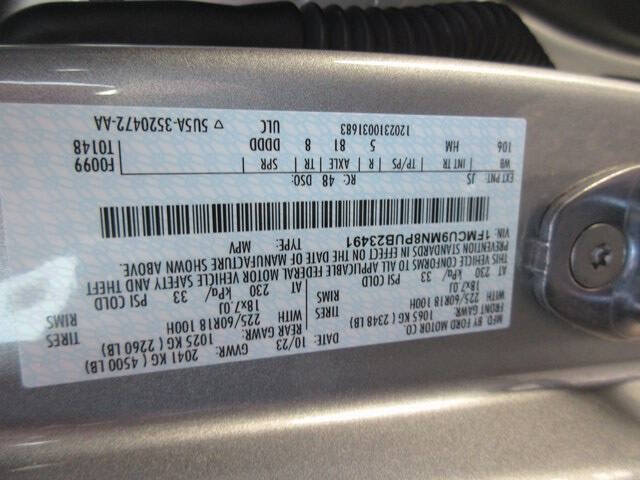 MFD. BY FORD MOTOR CO.
DATE: 10/23 GVWR: 2041 KG ( 4500 LB)
FRONT GAWR: REAR GAWR:
1065 KG ( 2348 LB) 1025 KG ( 2260 LB)
WITH 225/60R18 100H TIRES WITH 225/60R18 100H TIRES
18x7.0J RIMS 18x7.0J RIMS
AT 230 kPa/ 33 PSI COLD AT 230 kPa/ 33 PSI COLD
THIS VEHICLE CONFORMS TO ALL APPLICABLE FEDERAL MOTOR VEHICLE SAFETY AND THEFT
PREVENTION STANDARDS IN EFFECT ON THE DATE OF MANUFACTURE SHOWN ABOVE.
VIN: 1FMCU9MN8PUB23491 TYPE: MPV
EXT PNT: JS RC: 48 DSO: F0099
WB INT TR TP/PS R AXLE TR SPR T0148
106 HM 5 81 8 DDDD
120231003168 3 ULC ▽ 5U5A-3520472-AA